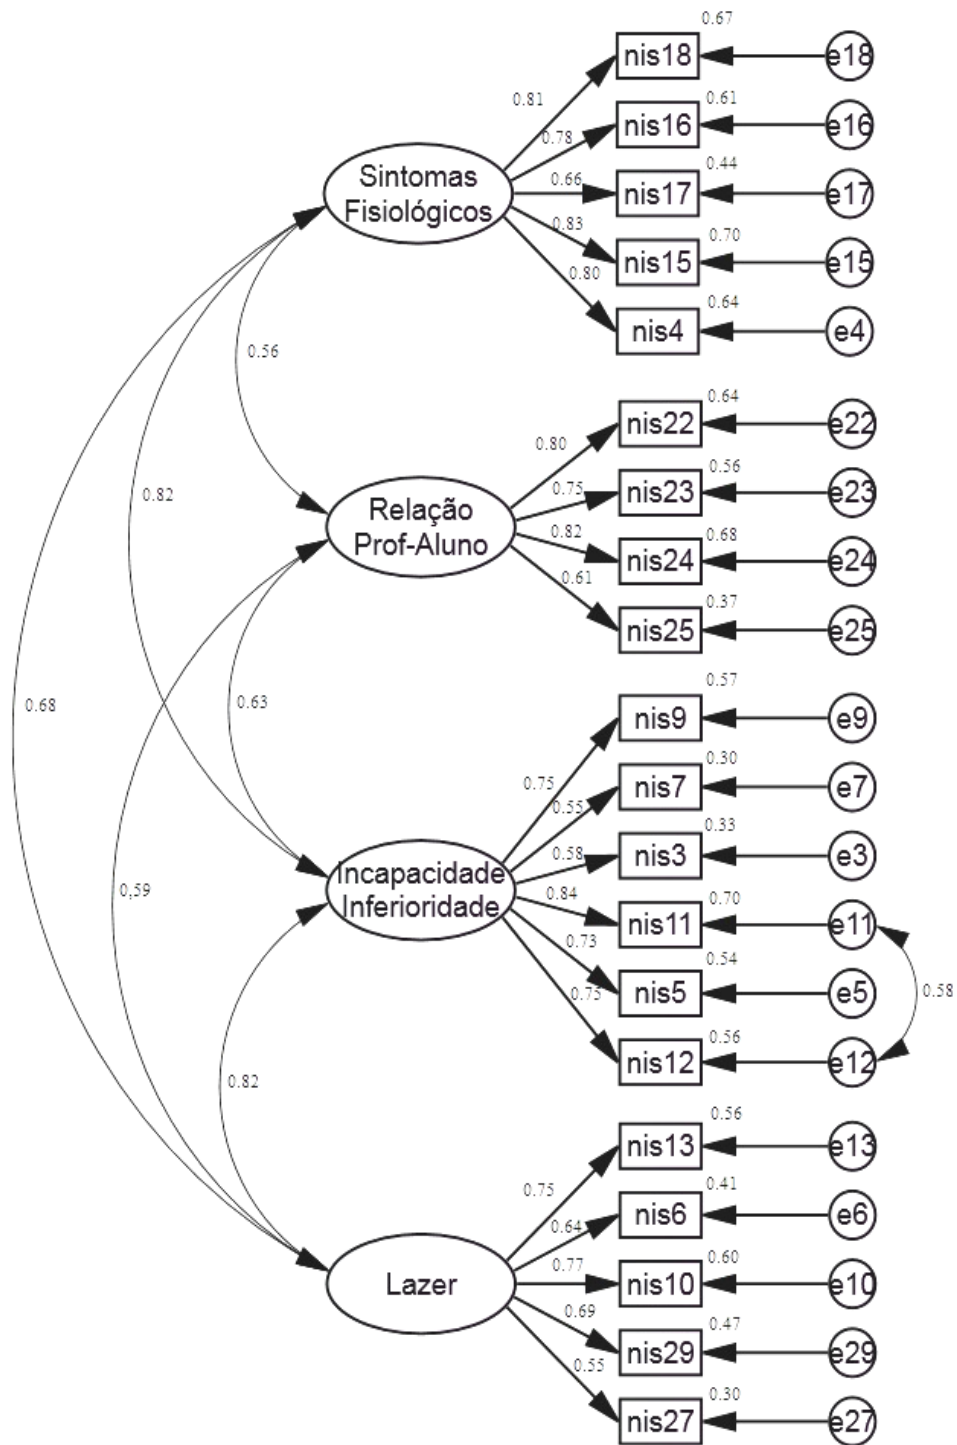 0.67
nis18
e18
0.81
0.61
nis16
e16
0.78
0.44
Sintomas
Fisiológicos
0.66
nis17
e17
0.83
0.70
nis15
e15
0.80
0.64
nis4
e4
0.56
0.64
nis22
e22
0.80
0.56
0.75
nis23
e23
0.82
Relação
Prof-Aluno
0.82
0.68
nis24
e24
0.61
0.37
nis25
e25
0.57
0.68
0.63
nis9
e9
0.75
0.30
nis7
e7
0.55
0.33
0.58
nis3
e3
Incapacidade
Inferioridade
0,59
0.84
0.70
nis11
e11
0.73
0.54
nis5
e5
0.58
0.75
0.56
nis12
e12
0.82
0.56
nis13
e13
0.75
0.41
0.64
nis6
e6
0.77
0.60
Lazer
nis10
e10
0.69
0.47
nis29
e29
0.55
0.30
nis27
e27